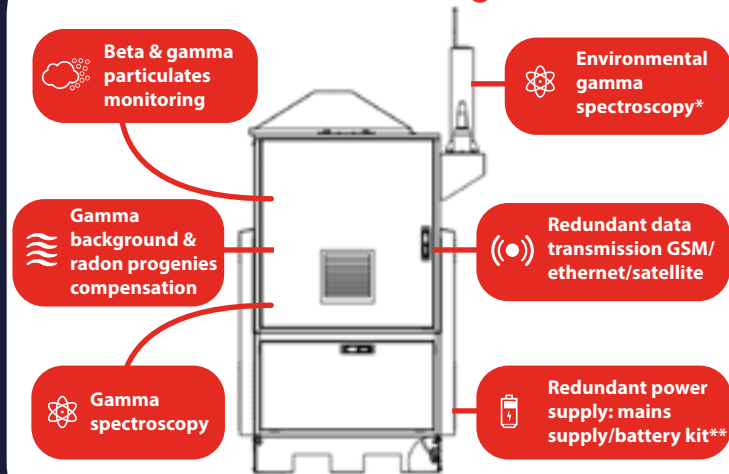 Beta & gamma
particulates
monitoring
Environmental
gamma
spectroscopy*
Gamma
background &
radon progenies
compensation
Redundant data
transmission GSM/
ethernet/satellite
Gamma
spectroscopy
Redundant power
supply: mains
supply/battery kit**